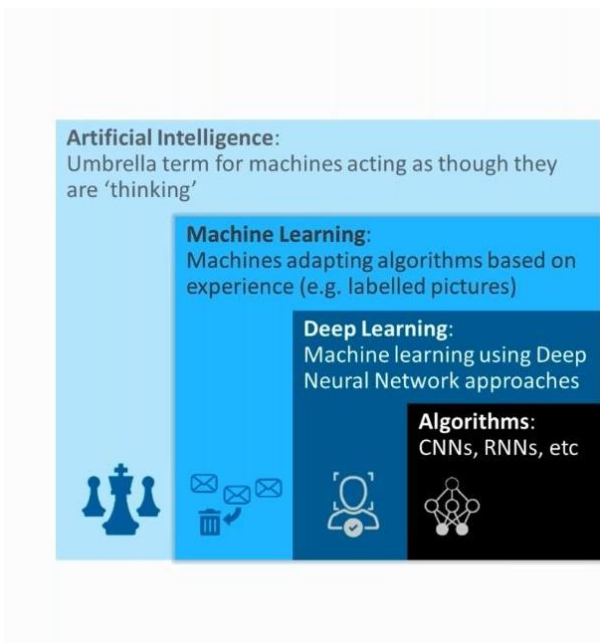 Artificial Intelligence:
Umbrella term for machines acting as though they
are ‘thinking’
Machine Learning:
Machines adapting algorithms based on
experience (e.g. labelled pictures)
Deep Learning:
Machine learning using Deep
Neural Network approaches
Algorithms:
CNNs, RNNs, etc